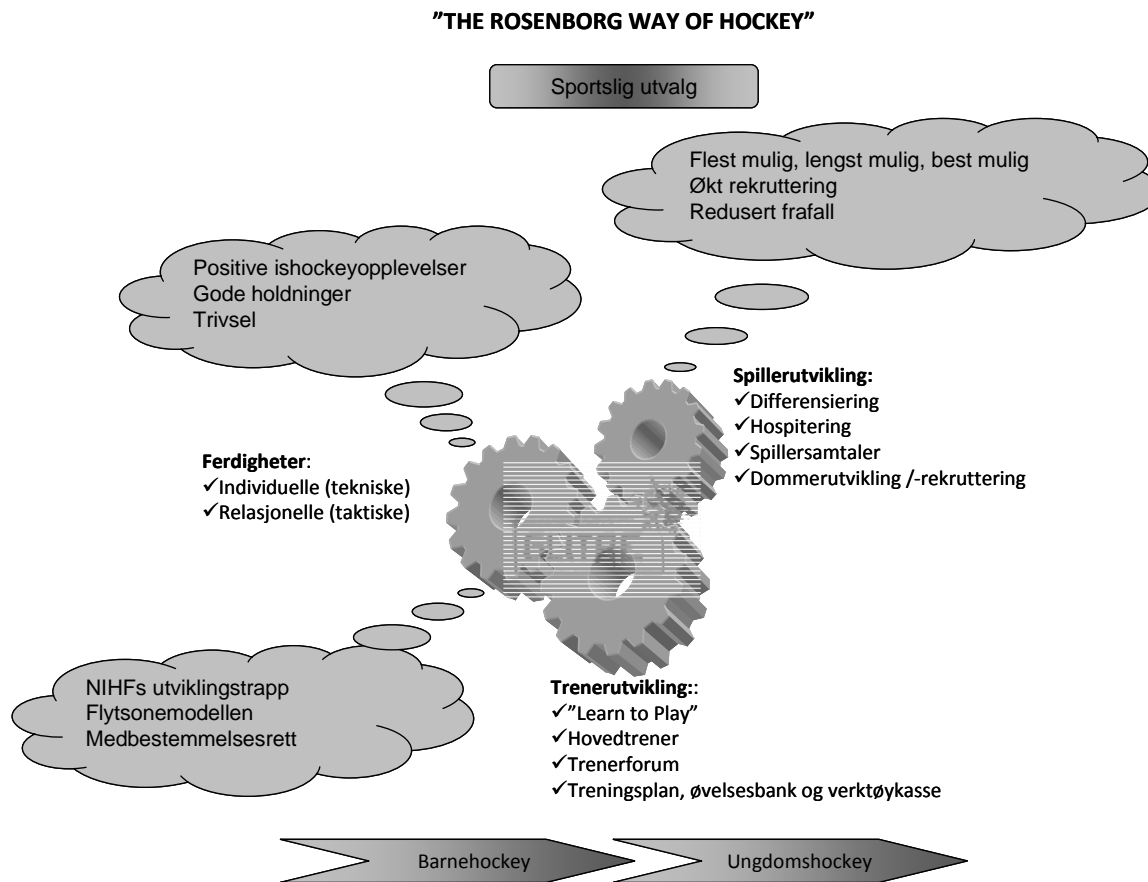 ”THE ROSENBORG WAY OF HOCKEY”
Sportslig utvalg
Flest mulig, lengst mulig, best mulig
Økt rekruttering
Redusert frafall
Positive ishockeyopplevelser
Gode holdninger
Trivsel
Spillerutvikling:
✓Differensiering
✓Hospitering
✓Spillersamtaler
✓Dommerutvikling /-rekruttering
Ferdigheter:
✓Individuelle (tekniske)
✓Relasjonelle (taktiske)
NIHFs utviklingstrapp
Flytsonemodellen
Medbestemmelsesrett
Trenerutvikling::
✓”Learn to Play”
✓Hovedtrener
✓Trenerforum
✓Treningsplan, øvelsesbank og verktøykasse
Barnehockey
Ungdomshockey